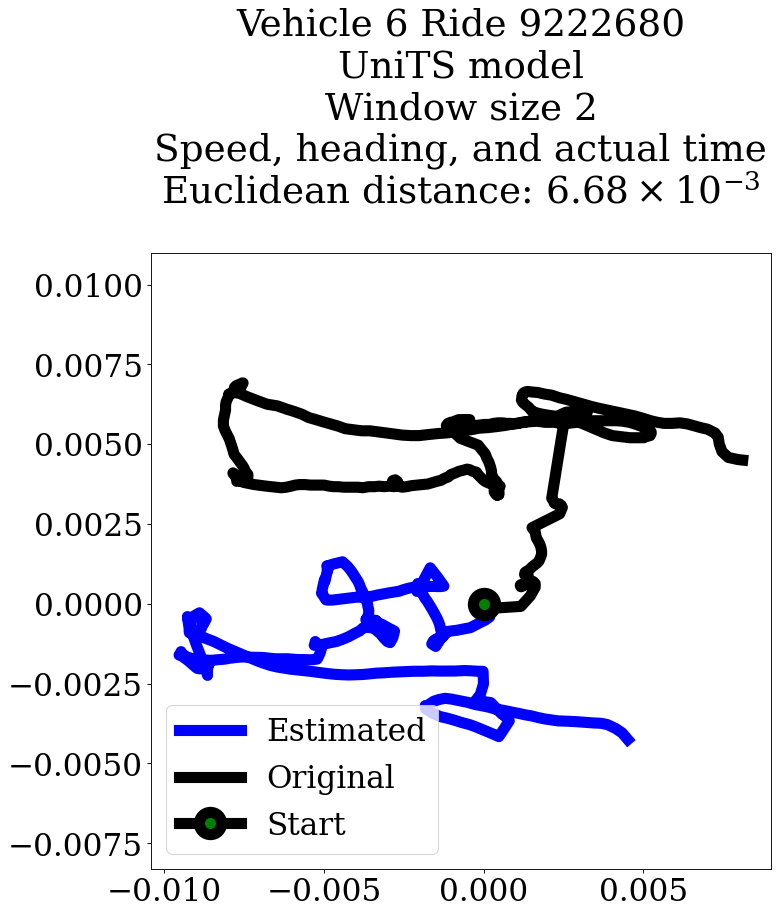 Vehicle 6 Ride 9222680
UniTS model
Window size 2
Speed, heading, and actual time
Euclidean distance: 6.68 × 10⁻³
0.0100
0.0075
0.0050
0.0025
0.0000
−0.0025
−0.0050
−0.0075
Estimated
Original
Start
−0.010 −0.005 0.000 0.005